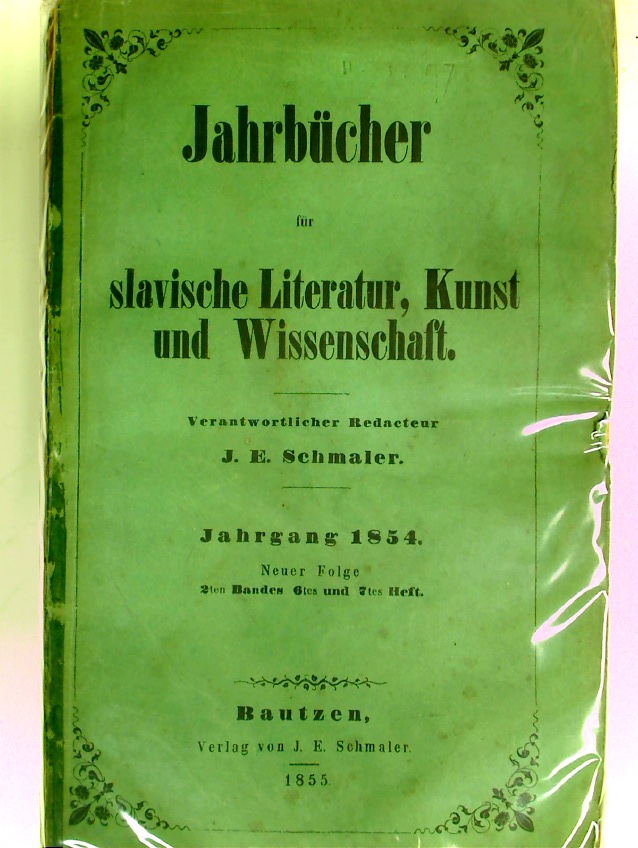 Jahrbücher
für
slavische Literatur, Kunst
und Wissenschaft.
Verantwortlicher Redacteur
J. E. Schmaler.
Jahrgang 1854.
Neuer Folge
2ten Bandes 6tes und 7tes Heft.
Bautzen,
Verlag von J. E. Schmaler.
1855.